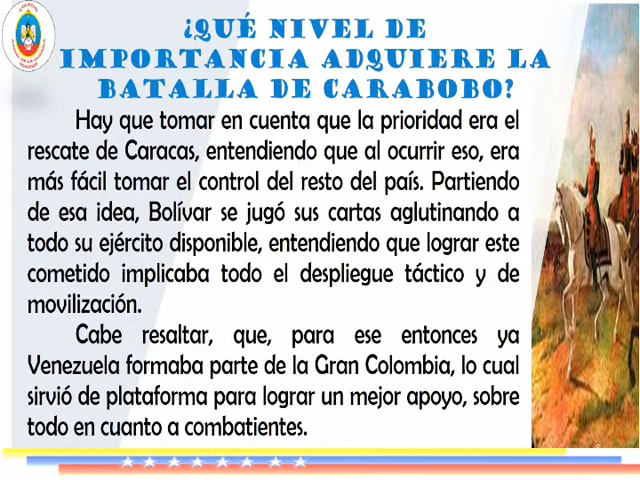 ¿QUÉ NIVEL DE
IMPORTANCIA ADQUIERE LA
BATALLA DE CARABOBO?
Hay que tomar en cuenta que la prioridad era el
rescate de Caracas, entendiendo que al ocurrir eso, era
más fácil tomar el control del resto del país. Partiendo
de esa idea, Bolívar se jugó sus cartas aglutinando a
todo su ejército disponible, entendiendo que lograr este
cometido implicaba todo el despliegue táctico y de
movilización.
Cabe resaltar, que, para ese entonces ya
Venezuela formaba parte de la Gran Colombia, lo cual
sirvió de plataforma para lograr un mejor apoyo, sobre
todo en cuanto a combatientes.